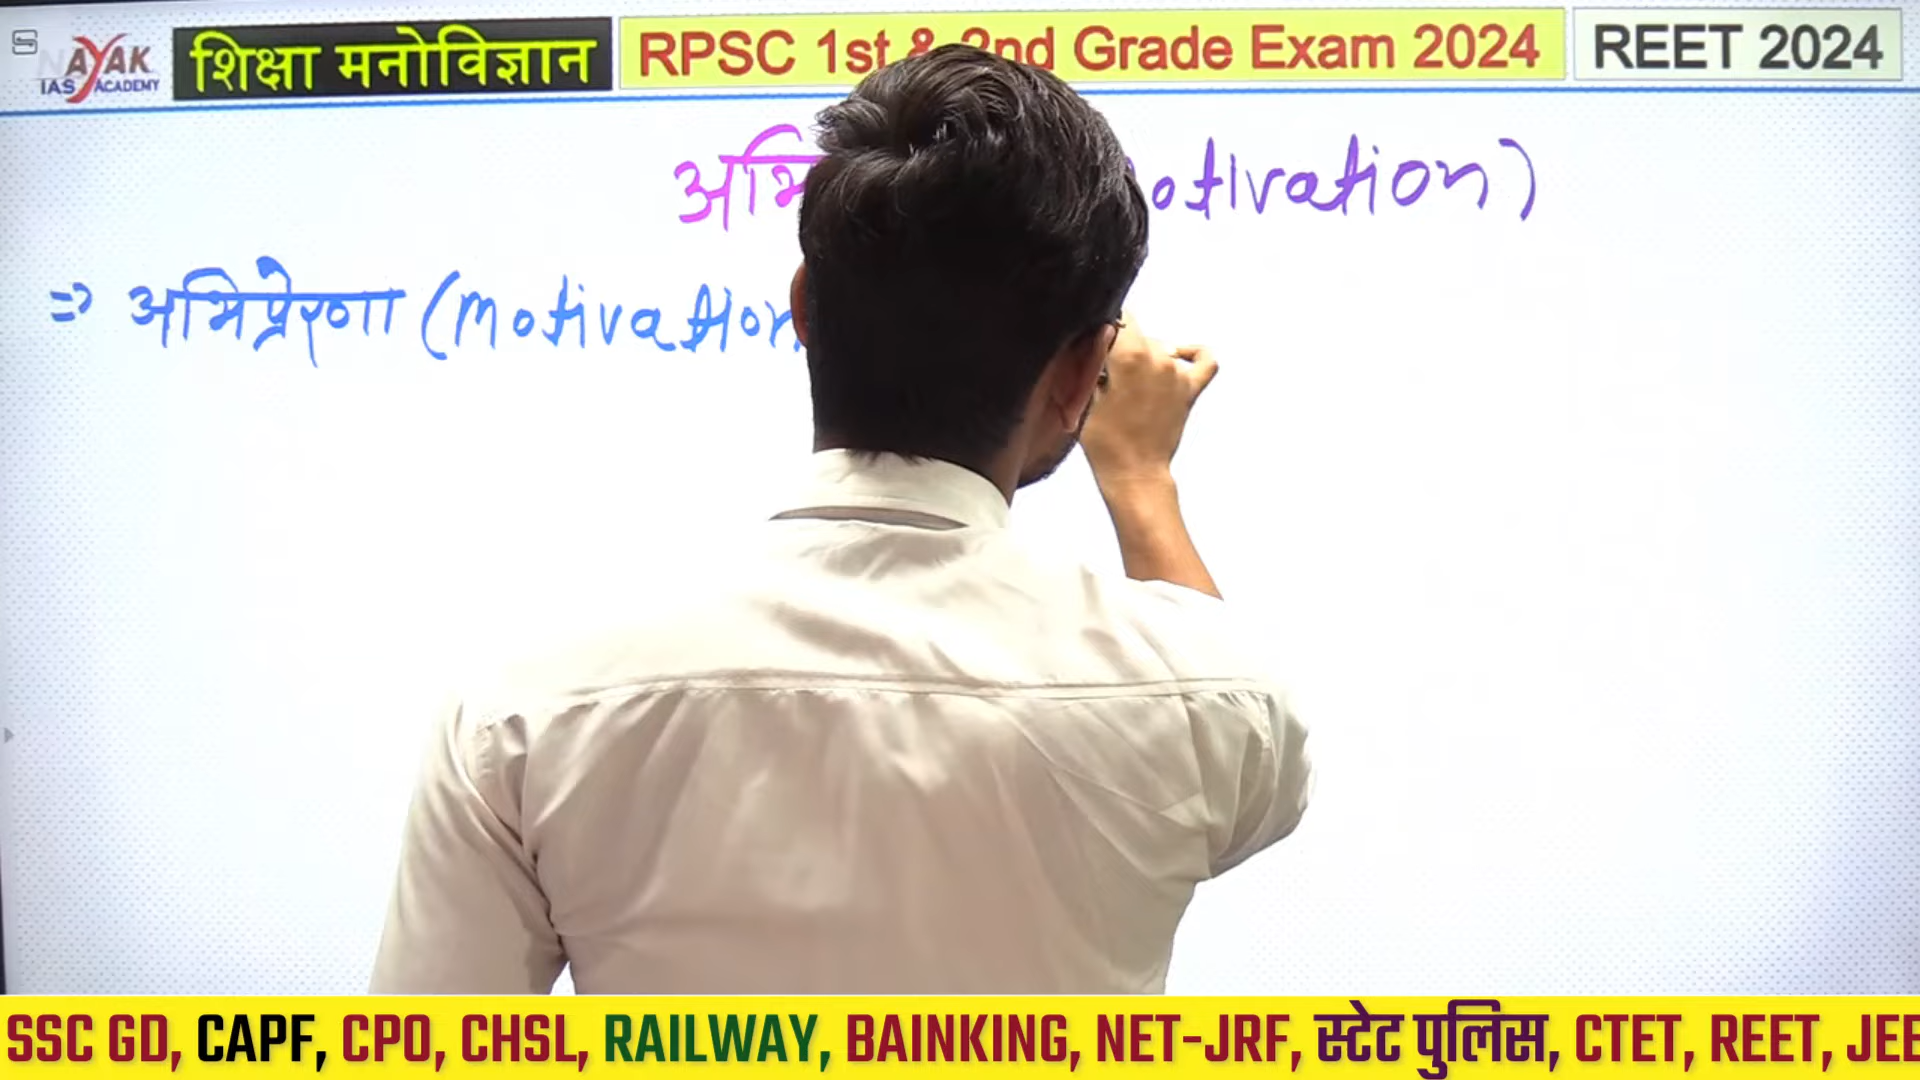 NAYAK
IAS ACADEMY
शिक्षा मनोविज्ञान
RPSC 1st & 2nd Grade Exam 2024
REET 2024
अभि otivation)
=> अभिप्रेरणा (Motivation
SSC GD, CAPF, CPO, CHSL, RAILWAY, BAINKING, NET-JRF, स्टेट पुलिस, CTET, REET, JEE